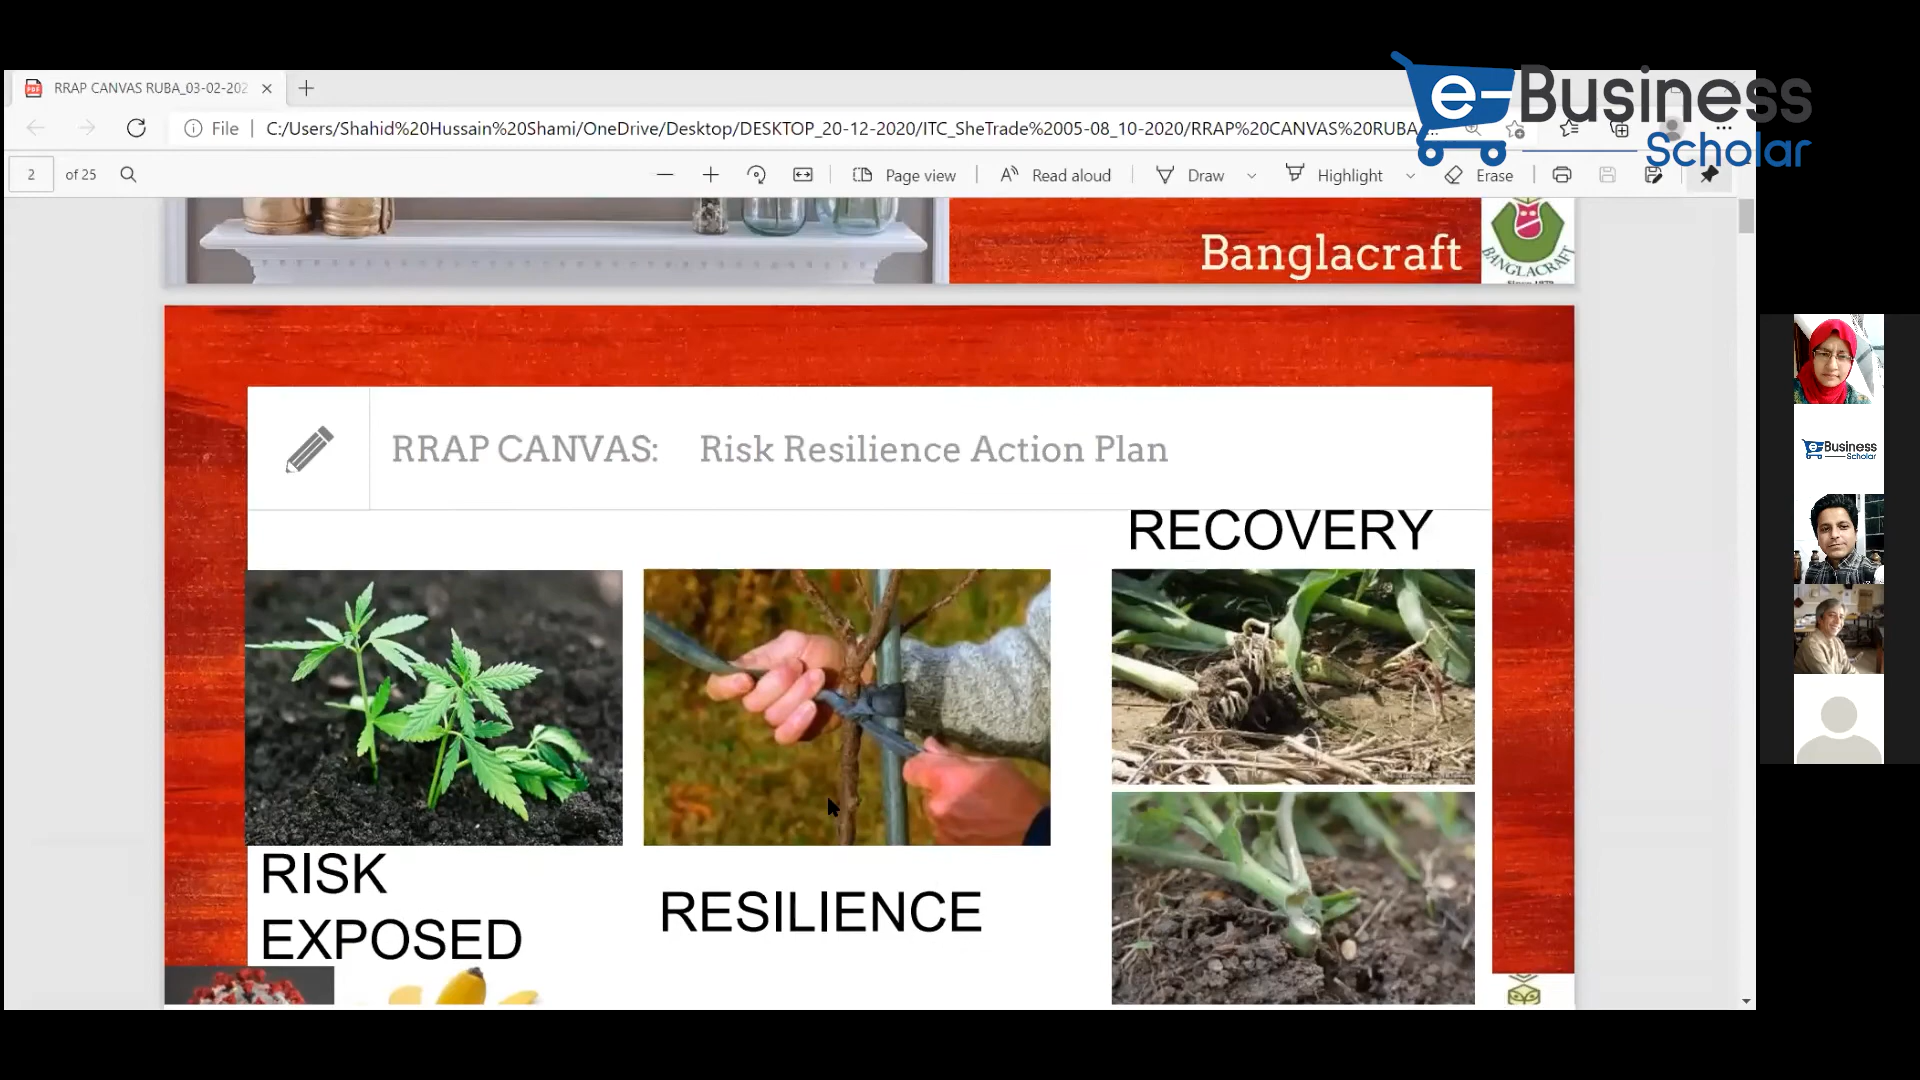 e-Business
Scholar
RRAP CANVAS RUBA_03-02-202
File
C:/Users/Shahid%20Hussain%20Shami/OneDrive/Desktop/DESKTOP_20-12-2020/ITC_SheTrade%2005-08_10-2020/RRAP%20CANVAS%20RUBA_...
2
of 25
Page view
Read aloud
Draw
Highlight
Erase
Banglacraft
BANGLACRAFT
RRAP CANVAS: Risk Resilience Action Plan
RECOVERY
RISK
EXPOSED
RESILIENCE
e-Business
Scholar